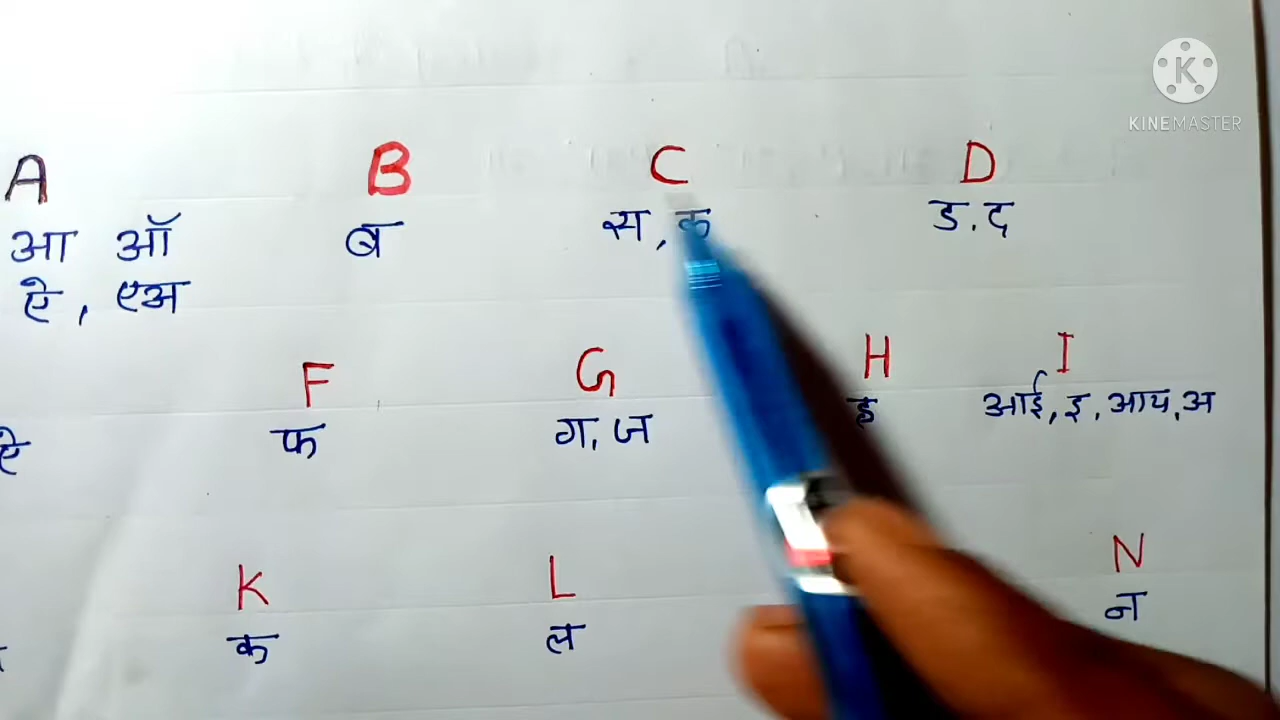 A B C D
आ ऑ ब स, क ड.द
ऐ, एअ
F G H I
ऐ फ ग.ज ह आई,इ,आय,अ
K L N
क ल न
K
KINEMASTER